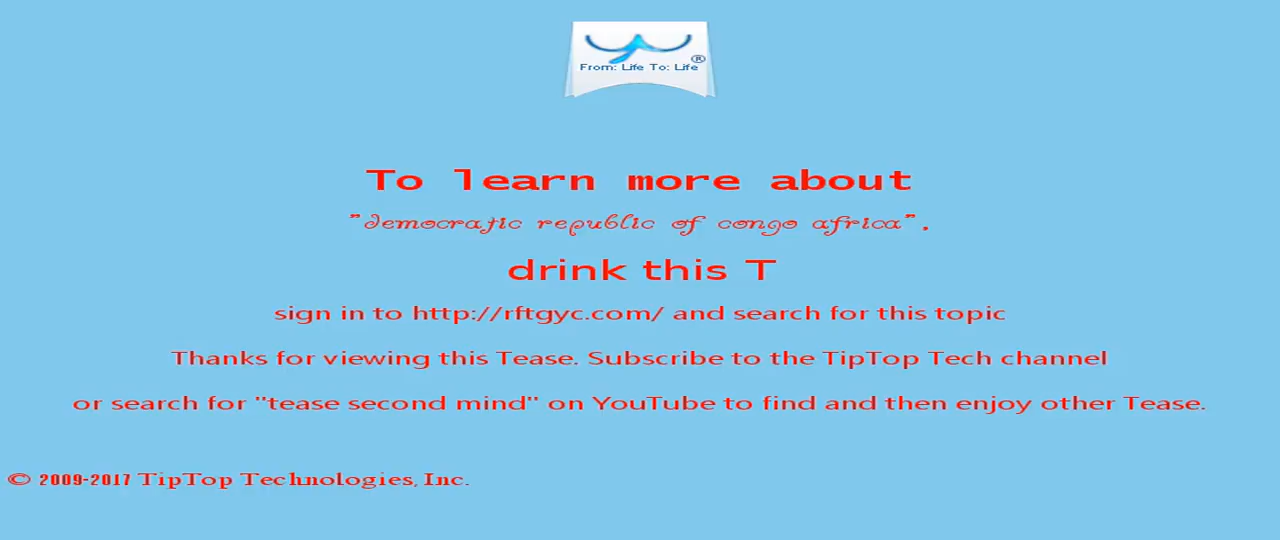 From: Life To: Life®
To learn more about
"democratic republic of congo africa".
drink this T
sign in to http://rftgyc.com/ and search for this topic
Thanks for viewing this Tease. Subscribe to the TipTop Tech channel
or search for "tease second mind" on YouTube to find and then enjoy other Tease.
© 2009-2017 TipTop Technologies, Inc.